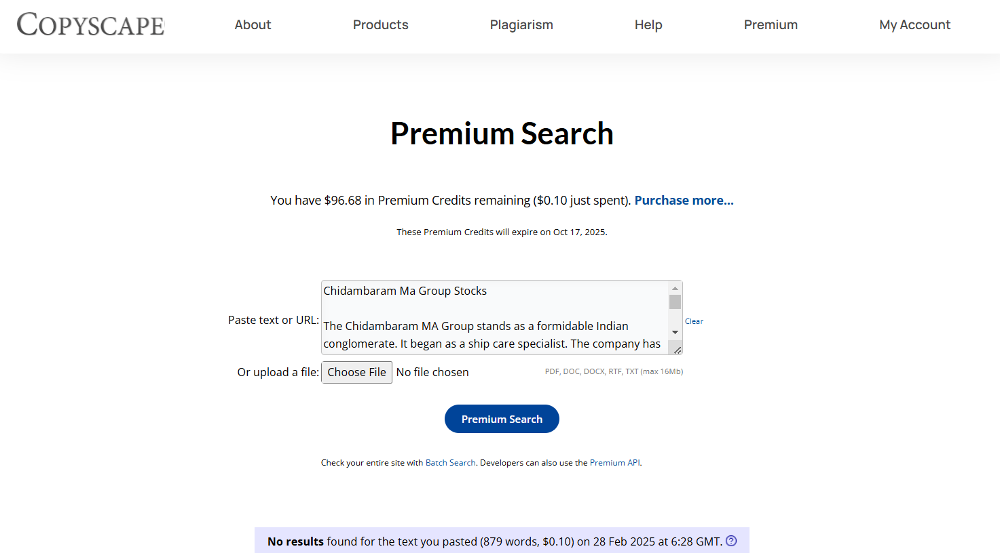 COPYSCAPE About Products Plagiarism Help Premium My Account
Premium Search
You have $96.68 in Premium Credits remaining ($0.10 just spent). Purchase more...
These Premium Credits will expire on Oct 17, 2025.
Chidambaram Ma Group Stocks
Paste text or URL:
The Chidambaram MA Group stands as a formidable Indian
conglomerate. It began as a ship care specialist. The company has
Clear
Or upload a file: Choose File No file chosen PDF, DOC, DOCX, RTF, TXT (max 16Mb)
Premium Search
Check your entire site with Batch Search. Developers can also use the Premium API.
No results found for the text you pasted (879 words, $0.10) on 28 Feb 2025 at 6:28 GMT. ?